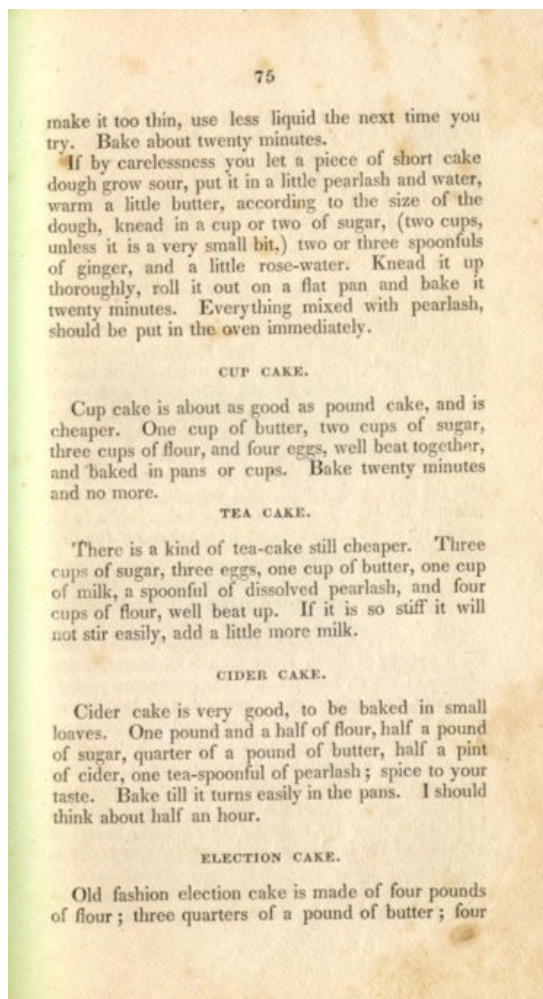 75
make it too thin, use less liquid the next time you
try. Bake about twenty minutes.
If by carelessness you let a piece of short cake
dough grow sour, put it in a little pearlash and water,
warm a little butter, according to the size of the
dough, knead in a cup or two of sugar, (two cups,
unless it is a very small bit,) two or three spoonfuls
of ginger, and a little rose-water. Knead it up
thoroughly, roll it out on a flat pan and bake it
twenty minutes. Everything mixed with pearlash,
should be put in the oven immediately.
CUP CAKE.
Cup cake is about as good as pound cake, and is
cheaper. One cup of butter, two cups of sugar,
three cups of flour, and four eggs, well beat together,
and baked in pans or cups. Bake twenty minutes
and no more.
TEA CAKE.
There is a kind of tea-cake still cheaper. Three
cups of sugar, three eggs, one cup of butter, one cup
of milk, a spoonful of dissolved pearlash, and four
cups of flour, well beat up. If it is so stiff it will
not stir easily, add a little more milk.
CIDER CAKE.
Cider cake is very good, to be baked in small
loaves. One pound and a half of flour, half a pound
of sugar, quarter of a pound of butter, half a pint
of cider, one tea-spoonful of pearlash; spice to your
taste. Bake till it turns easily in the pans. I should
think about half an hour.
ELECTION CAKE.
Old fashion election cake is made of four pounds
of flour; three quarters of a pound of butter; four